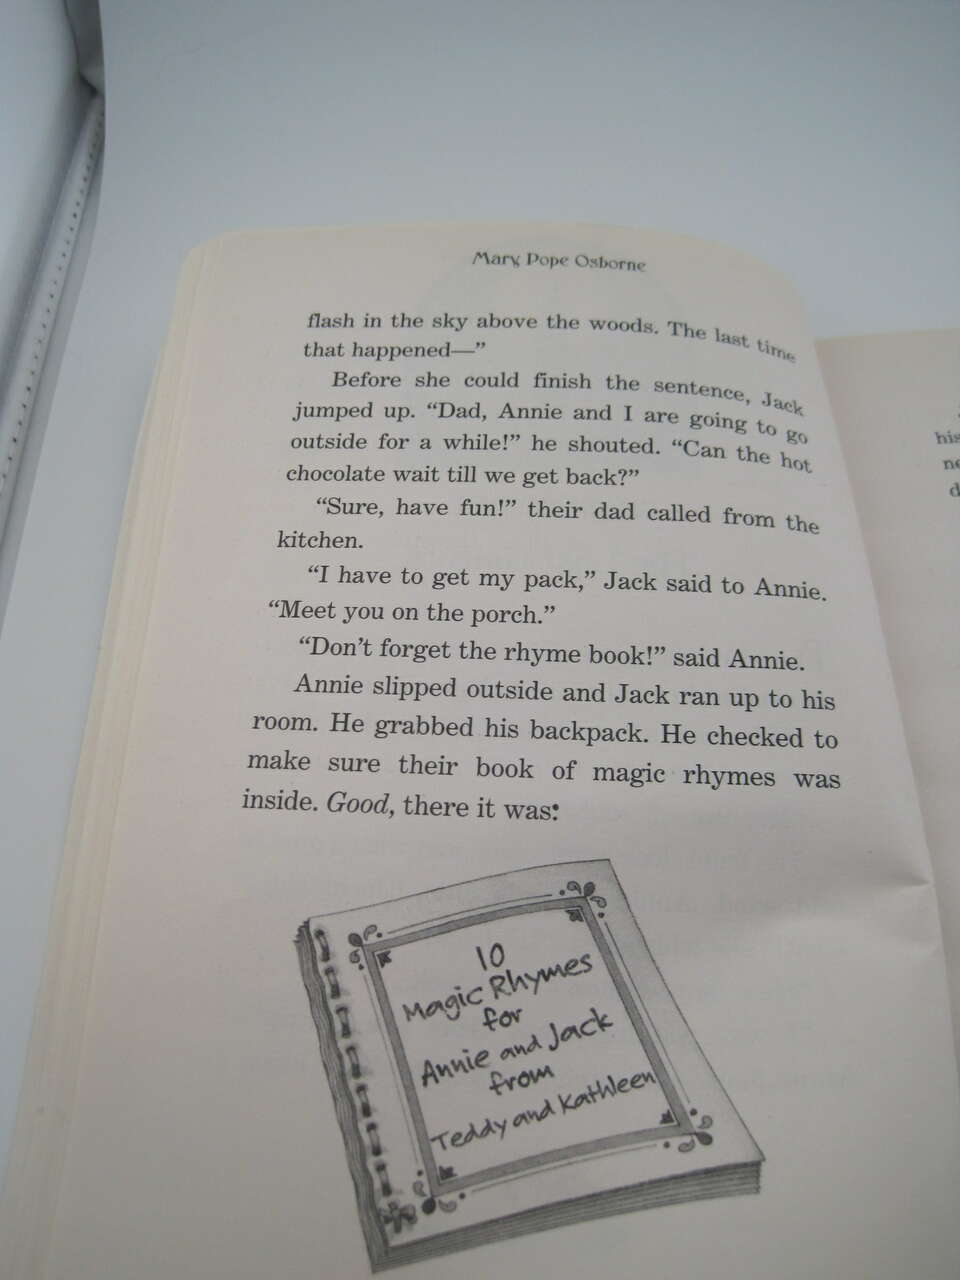 Mary Pope Osborne
flash in the sky above the woods. The last time
that happened—”
Before she could finish the sentence, Jack
jumped up. “Dad, Annie and I are going to go
outside for a while!” he shouted. “Can the hot
chocolate wait till we get back?”
“Sure, have fun!” their dad called from the
kitchen.
“I have to get my pack,” Jack said to Annie.
“Meet you on the porch.”
“Don’t forget the rhyme book!” said Annie.
Annie slipped outside and Jack ran up to his
room. He grabbed his backpack. He checked to
make sure their book of magic rhymes was
inside. Good, there it was:
10
Magic Rhymes
for
Annie and Jack
from
Teddy and Kathleen
his